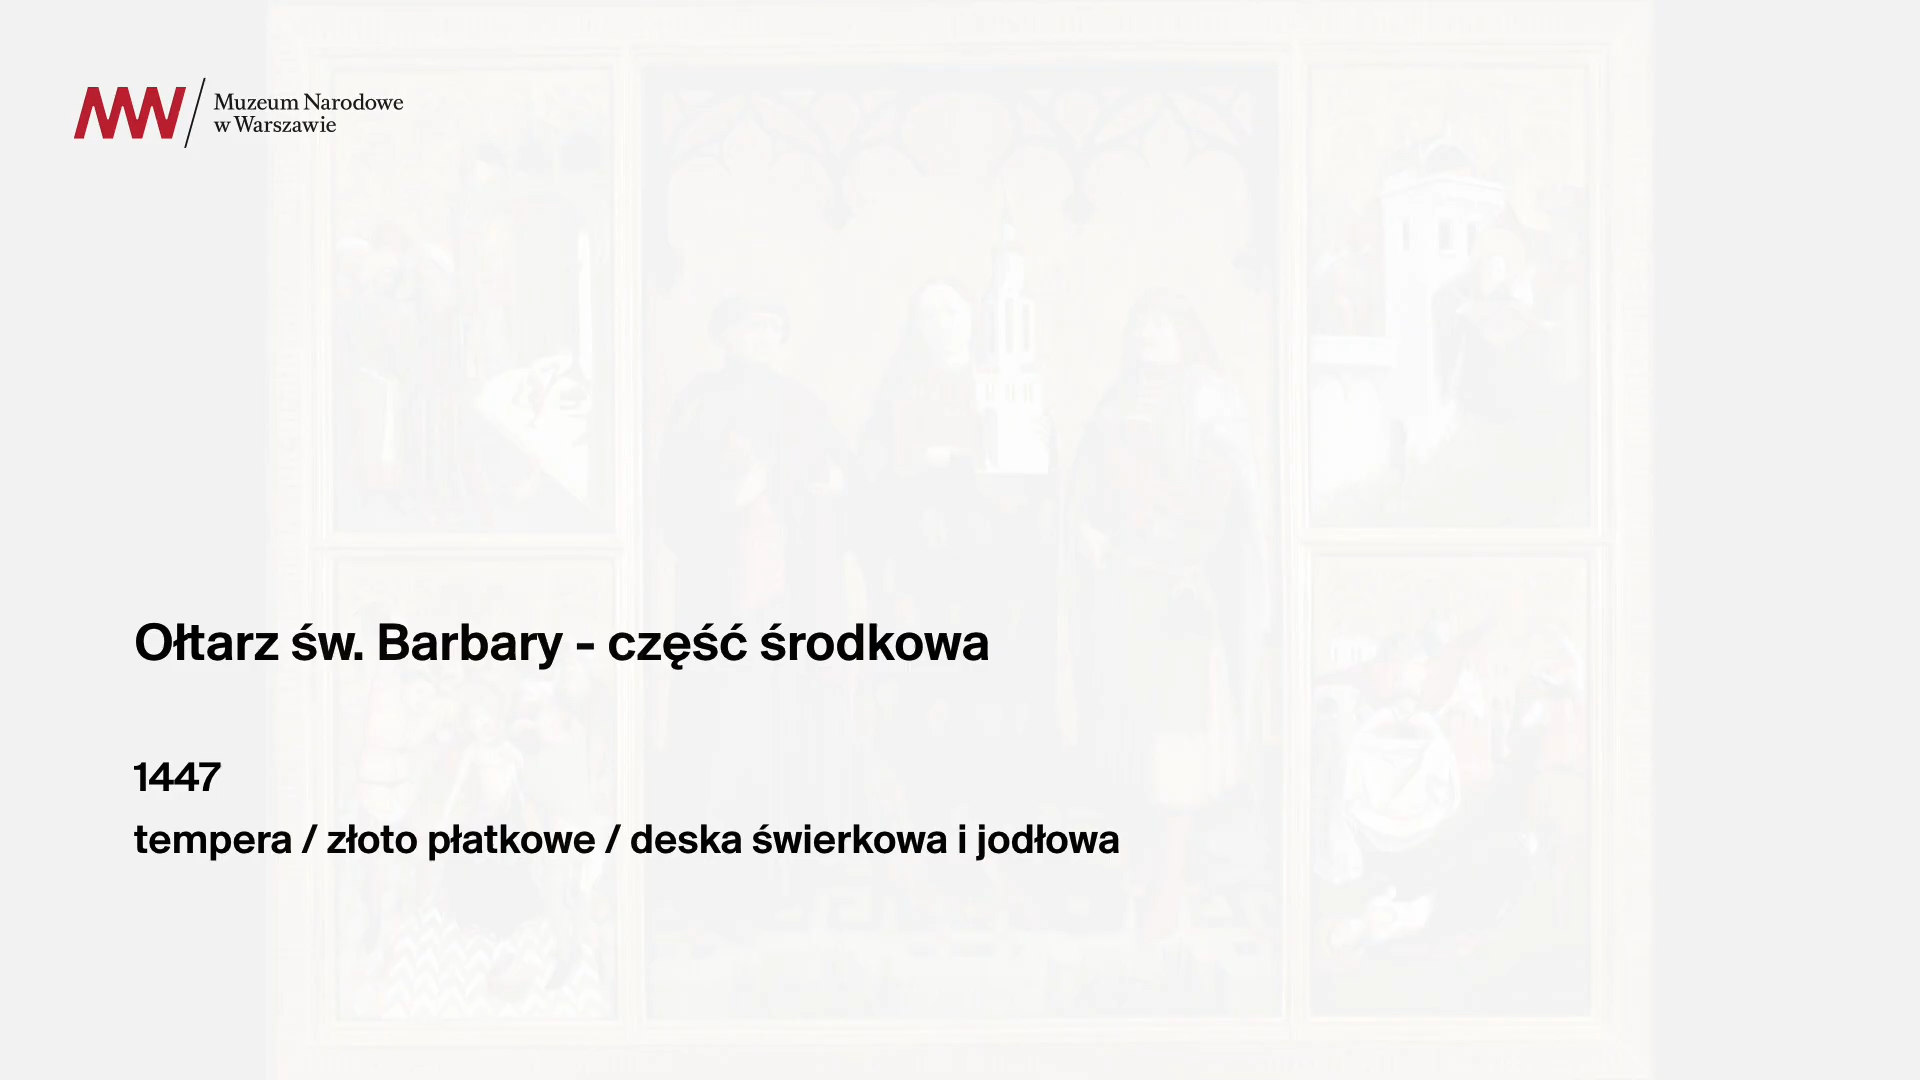 Muzeum Narodowe
w Warszawie
Ołtarz św. Barbary - część środkowa
1447
tempera / złoto płatkowe / deska świerkowa i jodłowa